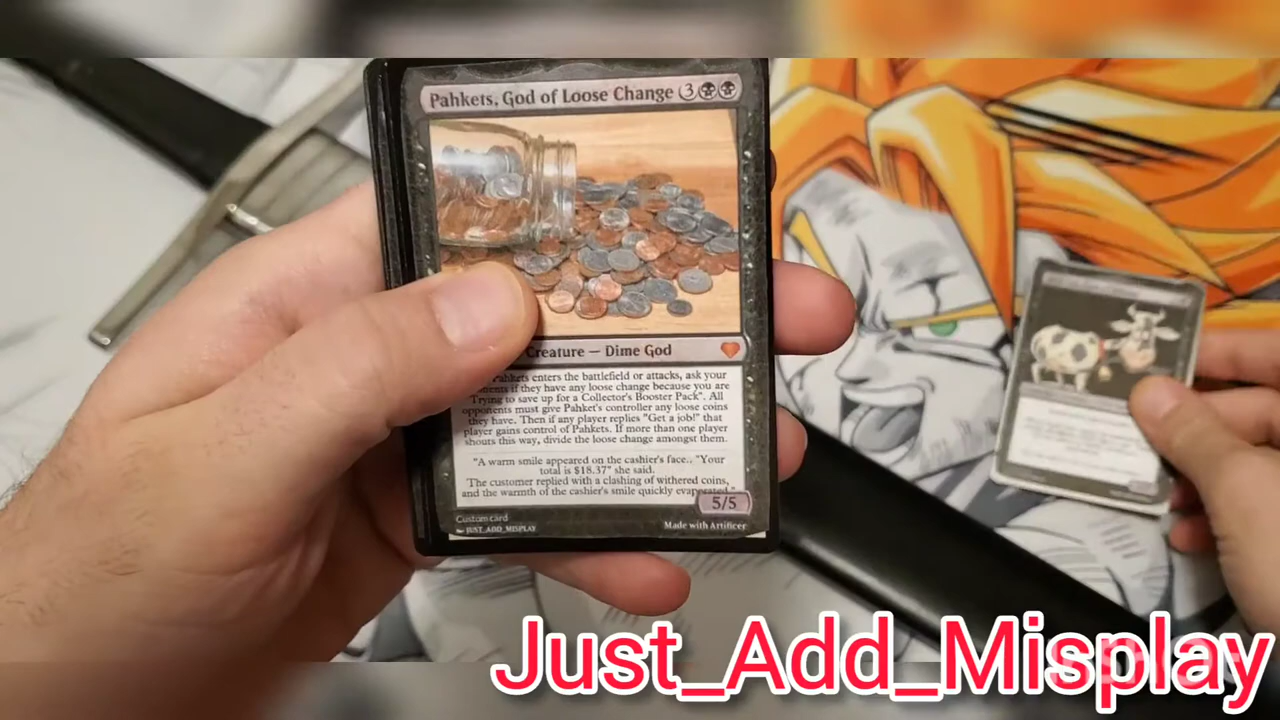 Pahkets, God of Loose Change 3
Creature — Dime God
Pahkets enters the battlefield or attacks, ask your
if they have any loose change because you are
Trying to save up for a Collector's Booster Pack". All
opponents must give Pahket's controller any loose coins
they have. Then if any player replies "Get a job!" that
player gains control of Pahkets. If more than one player
shouts this way, divide the loose change amongst them.
"A warm smile appeared on the cashier's face.. "Your
total is $18.37" she said.
"The customer replied with a clashing of withered coins,
and the warmth of the cashier's smile quickly evaporated."
5/5
Custom card
JUST_ADD_MISPLAY
Made with Artificer
Just_Add_Misplay